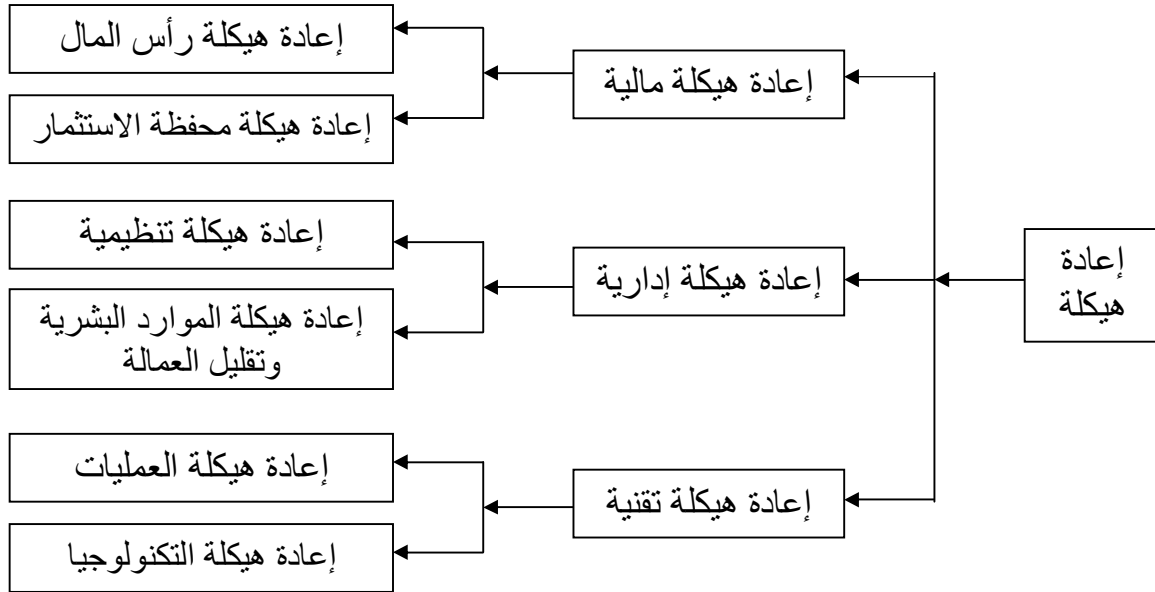 إعادة
هيكلة
إعادة هيكلة مالية
إعادة هيكلة رأس المال
إعادة هيكلة محفظة الاستثمار
إعادة هيكلة إدارية
إعادة هيكلة تنظيمية
إعادة هيكلة الموارد البشرية
وتقليل العمالة
إعادة هيكلة تقنية
إعادة هيكلة العمليات
إعادة هيكلة التكنولوجيا